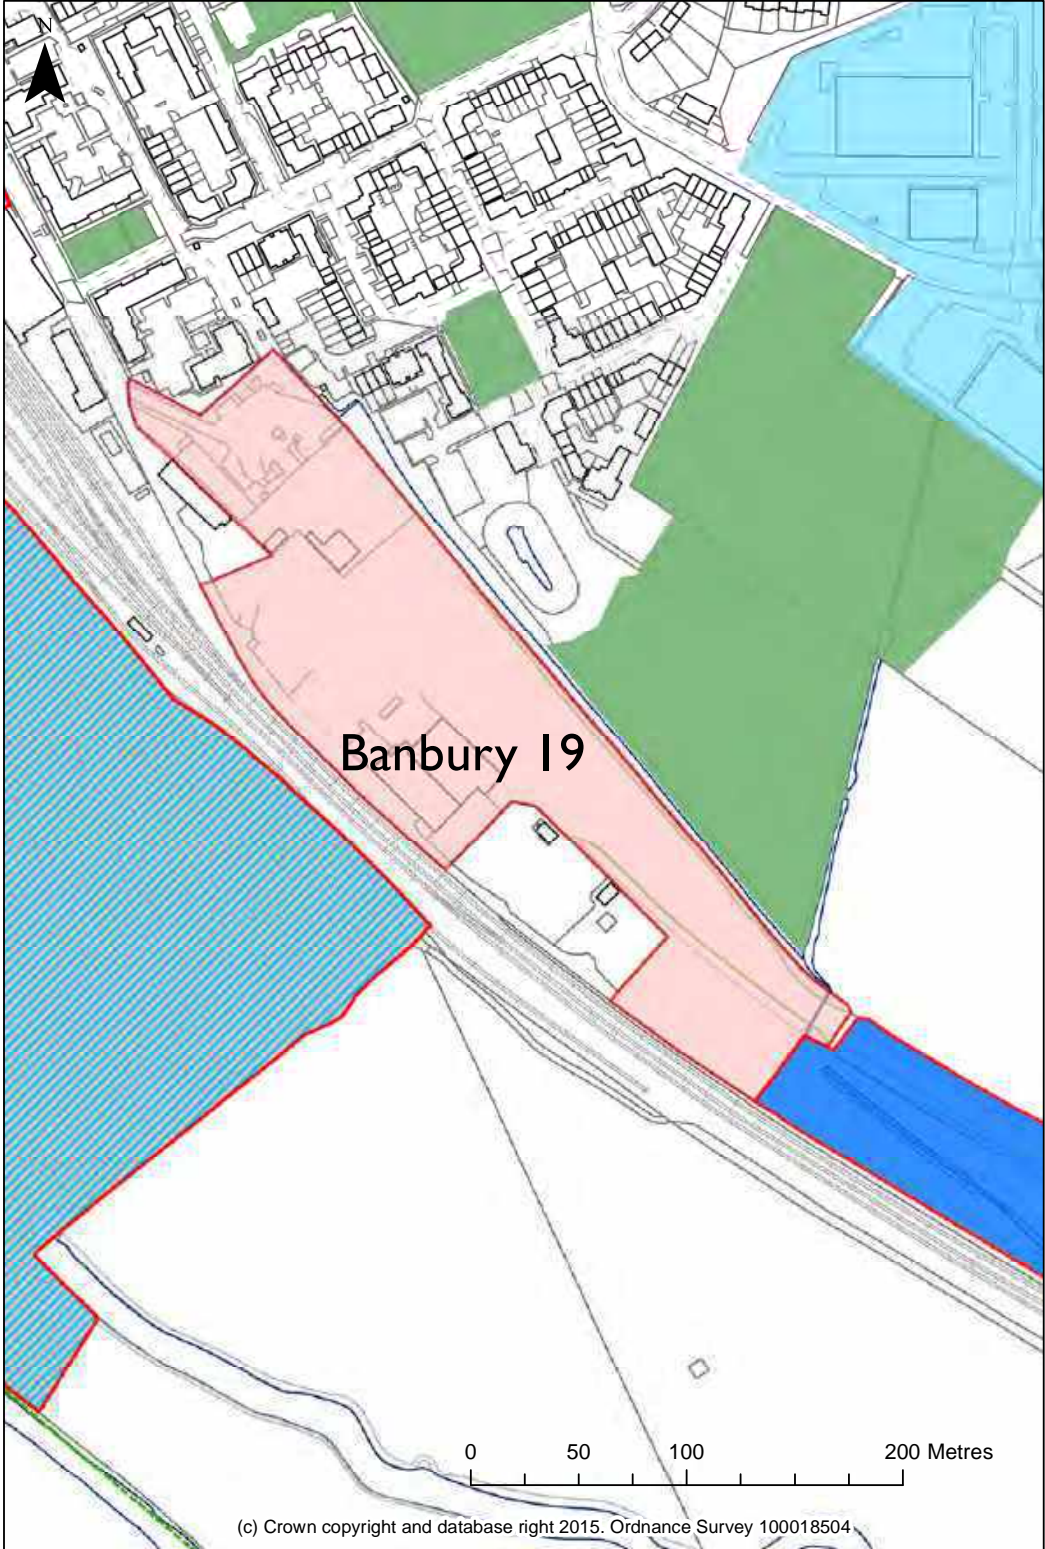 N
Banbury 19
0 50 100 200 Metres
(c) Crown copyright and database right 2015. Ordnance Survey 100018504